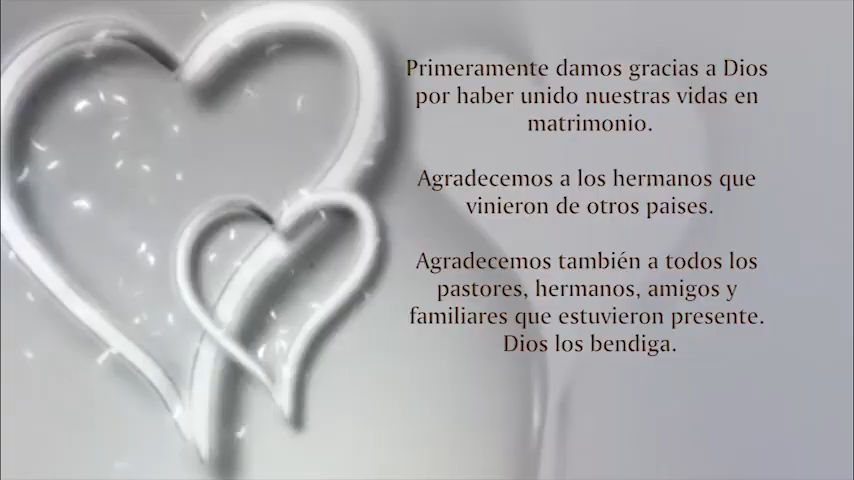 Primeramente damos gracias a Dios
por haber unido nuestras vidas en
matrimonio.
Agradecemos a los hermanos que
vinieron de otros paises.
Agradecemos también a todos los
pastores, hermanos, amigos y
familiares que estuvieron presente.
Dios los bendiga.